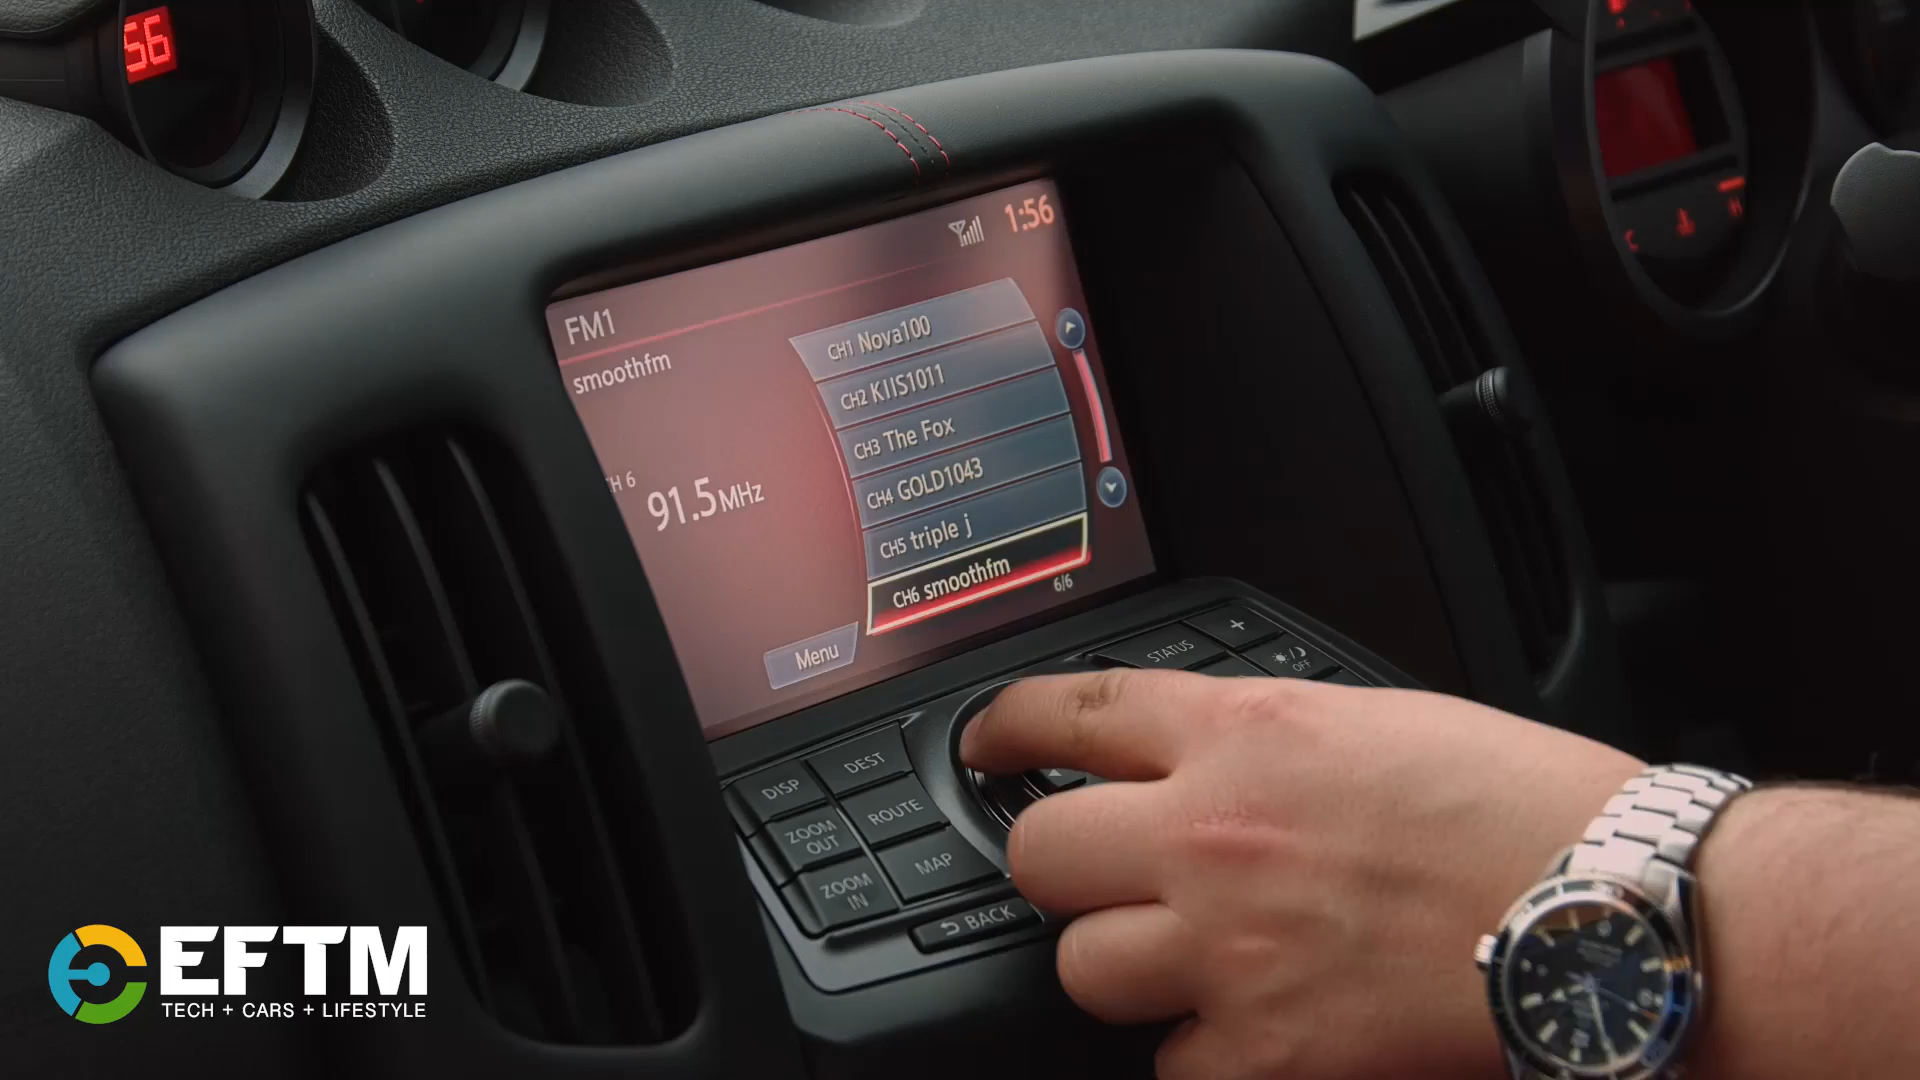 56
1:56
FM1
smoothfm
CH1 Nova100
CH2 KIIS1011
CH3 The Fox
CH4 GOLD1043
CH5 triple j
CH6 smoothfm
6/6
H 6
91.5MHz
Menu
STATUS
+
OFF
DISP
DEST
ZOOM
OUT
ROUTE
ZOOM
IN
MAP
BACK
C
H
EFTM
TECH + CARS + LIFESTYLE